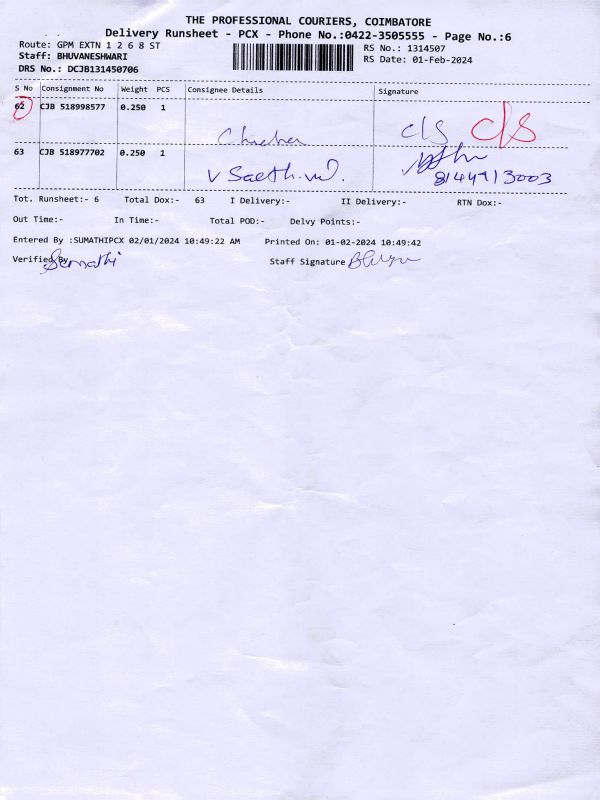 THE PROFESSIONAL COURIERS, COIMBATORE
Delivery Runsheet - PCX - Phone No.:0422-3505555 - Page No.:6
Route: GPM EXTN 1 2 6 8 ST
RS No.: 1314507
Staff: BHUVANESHWARI
RS Date: 01-Feb-2024
DRS No.: DCJB131450706
S No Consignment No Weight PCS Consignee Details Signature
62 CJB 518998577 0.250 1
c/s c/s
63 CJB 518977702 0.250 1
V
8144913003
Tot. Runsheet:- 6 Total Dox:- 63 I Delivery:- II Delivery:- RTN Dox:-
Out Time:- In Time:- Total POD:- Delvy Points:-
Entered By :SUMATHIPCX 02/01/2024 10:49:22 AM Printed On: 01-02-2024 10:49:42
Verified By Sumathi Staff Signature